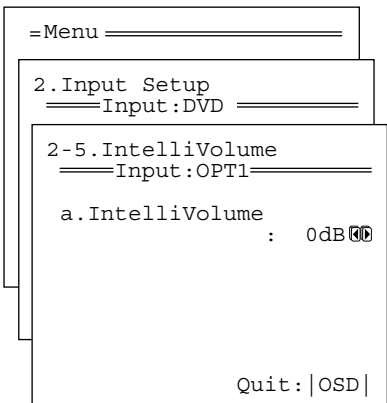 =Menu
2.Input Setup
Input:DVD
2-5.IntelliVolume
Input:OPT1
a.IntelliVolume
: 0dB
Quit:|OSD|